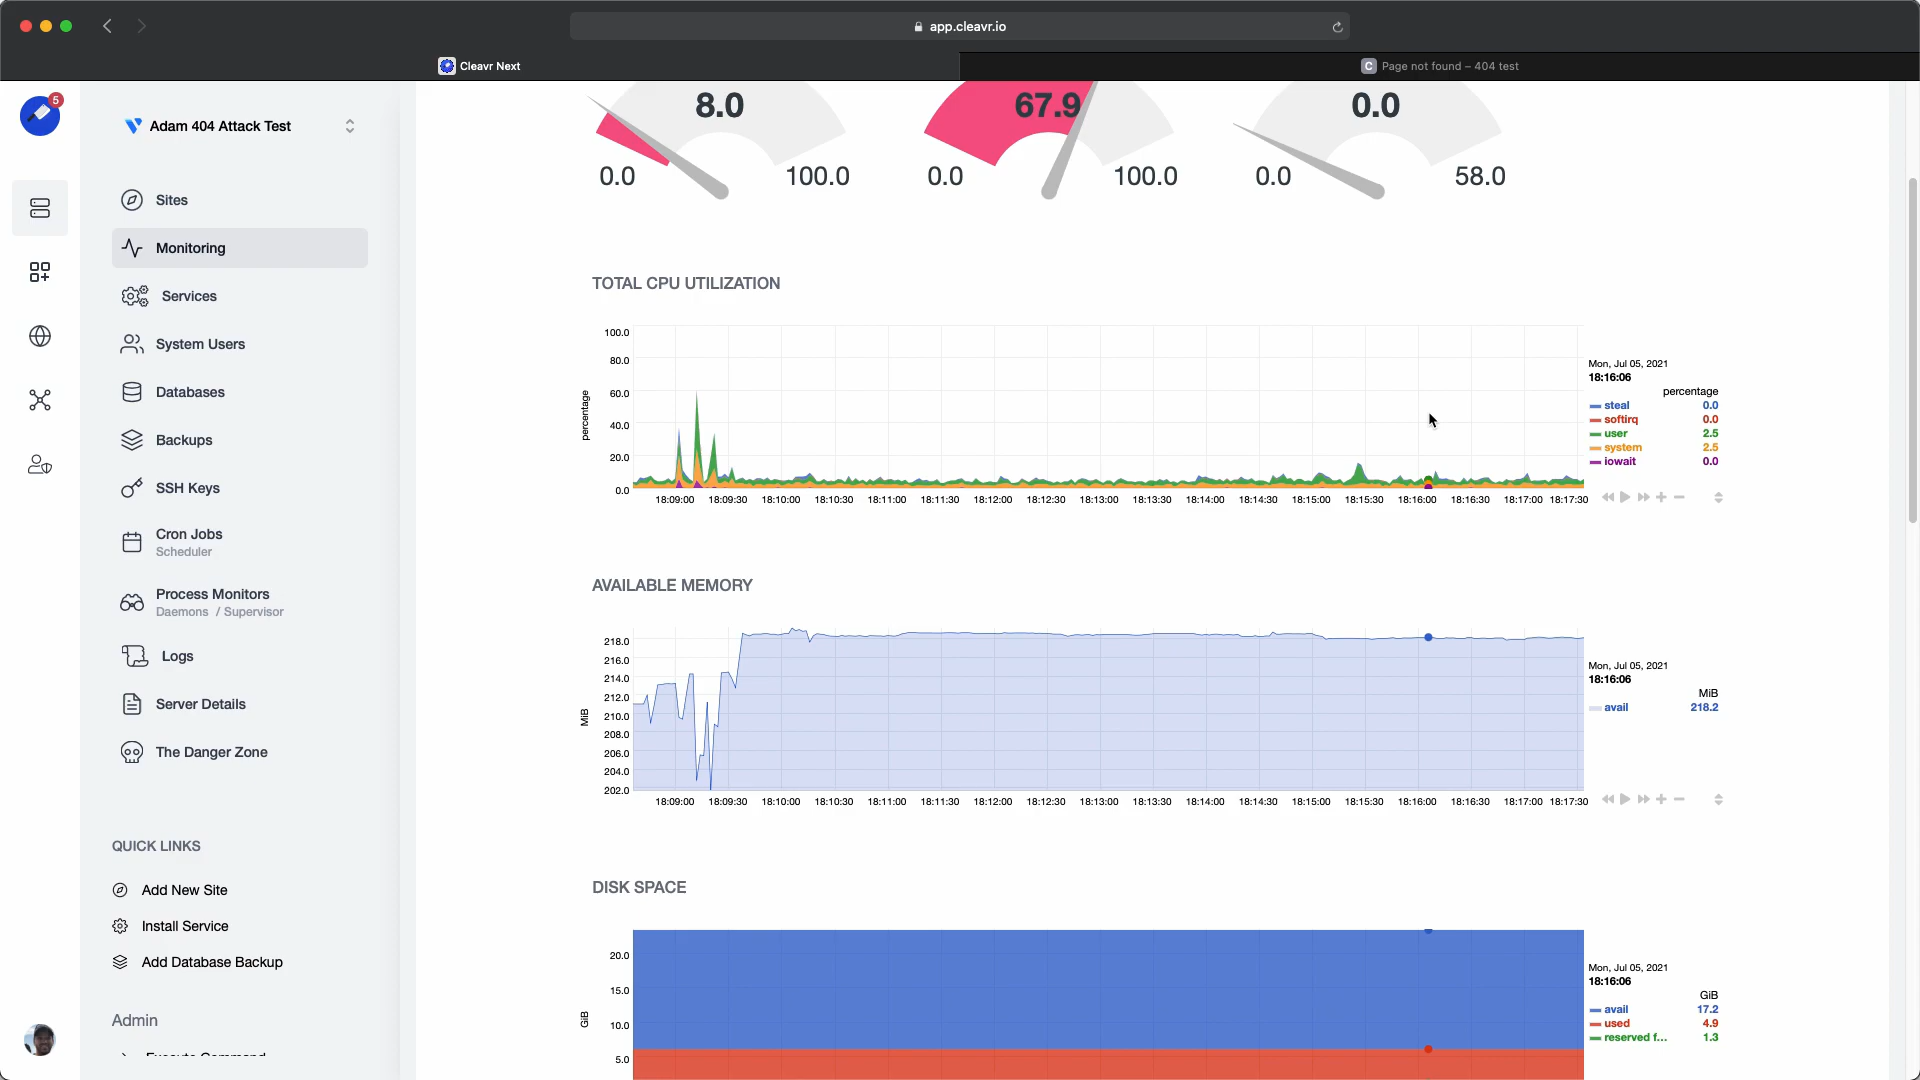 app.cleavr.io
Cleavr Next
C Page not found – 404 test
5
Adam 404 Attack Test
Sites
Monitoring
Services
System Users
Databases
Backups
SSH Keys
Cron Jobs
Scheduler
Process Monitors
Daemons / Supervisor
Logs
Server Details
The Danger Zone
QUICK LINKS
Add New Site
Install Service
Add Database Backup
Admin
Execute Command
8.0
0.0 100.0
67.9
0.0 100.0
0.0
0.0 58.0
TOTAL CPU UTILIZATION
percentage
100.0
80.0
60.0
40.0
20.0
0.0
18:09:00 18:09:30 18:10:00 18:10:30 18:11:00 18:11:30 18:12:00 18:12:30 18:13:00 18:13:30 18:14:00 18:14:30 18:15:00 18:15:30 18:16:00 18:16:30 18:17:00 18:17:30
Mon, Jul 05, 2021
18:16:06
percentage
steal 0.0
softirq 0.0
user 2.5
system 2.5
iowait 0.0
AVAILABLE MEMORY
MiB
218.0
216.0
214.0
212.0
210.0
208.0
206.0
204.0
202.0
18:09:00 18:09:30 18:10:00 18:10:30 18:11:00 18:11:30 18:12:00 18:12:30 18:13:00 18:13:30 18:14:00 18:14:30 18:15:00 18:15:30 18:16:00 18:16:30 18:17:00 18:17:30
Mon, Jul 05, 2021
18:16:06
MiB
avail 218.2
DISK SPACE
GiB
20.0
15.0
10.0
5.0
Mon, Jul 05, 2021
18:16:06
GiB
avail 17.2
used 4.9
reserved f... 1.3